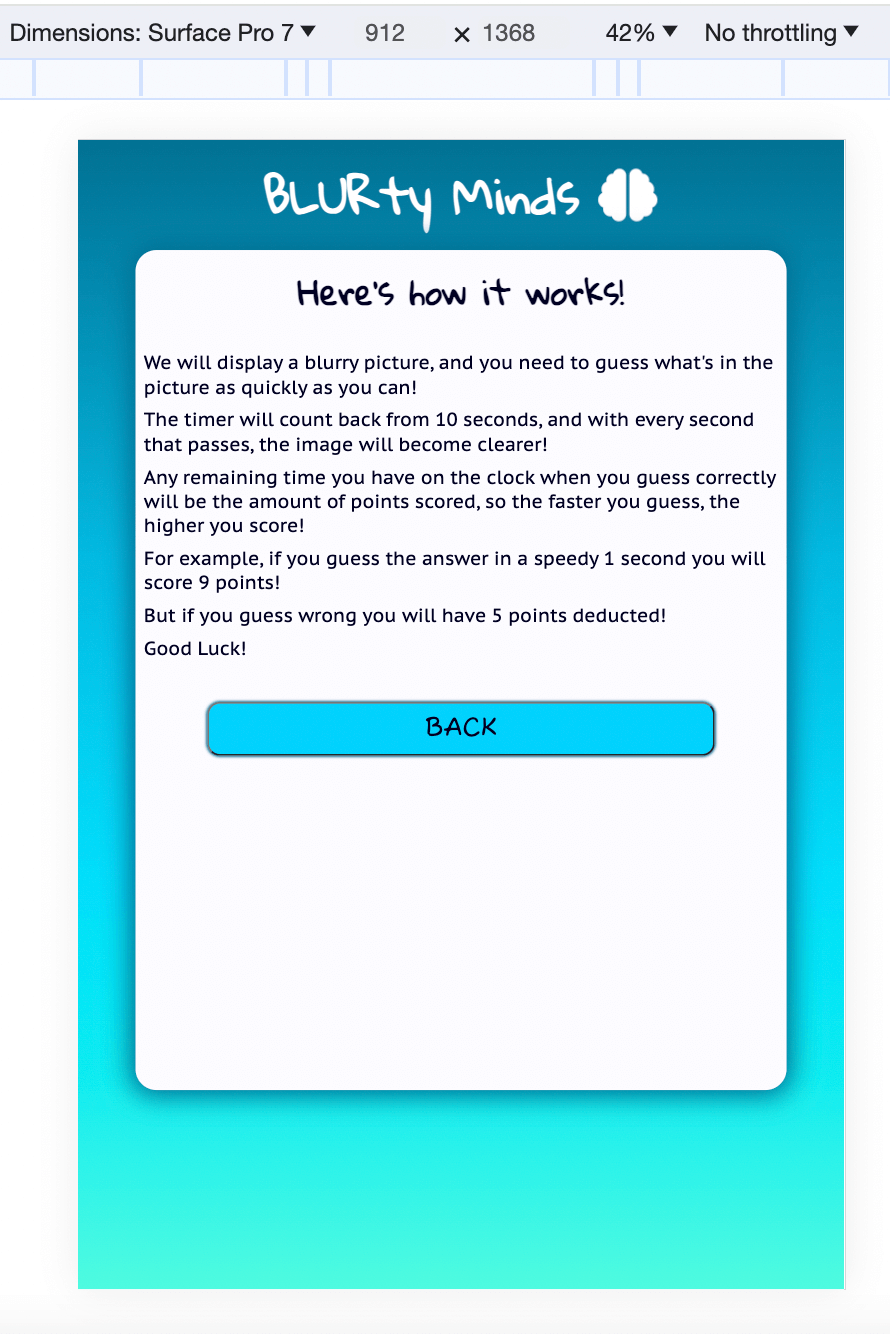 Dimensions: Surface Pro 7 ▼ 912 × 1368 42% ▼ No throttling ▼
BLURty Minds
Here's how it works!
We will display a blurry picture, and you need to guess what's in the
picture as quickly as you can!
The timer will count back from 10 seconds, and with every second
that passes, the image will become clearer!
Any remaining time you have on the clock when you guess correctly
will be the amount of points scored, so the faster you guess, the
higher you score!
For example, if you guess the answer in a speedy 1 second you will
score 9 points!
But if you guess wrong you will have 5 points deducted!
Good Luck!
BACK